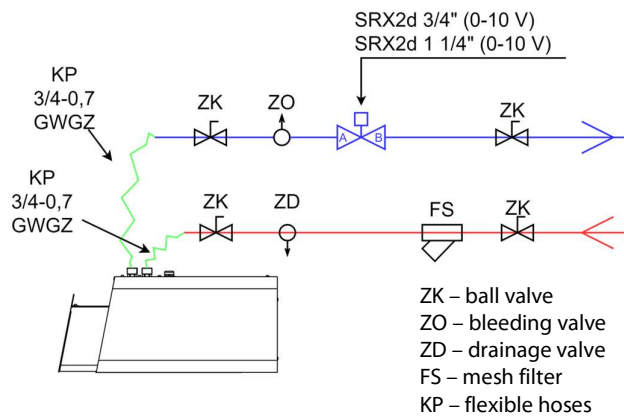 SRX2d 3/4" (0-10 V)
SRX2d 1 1/4" (0-10 V)
KP
3/4-0,7
GWGZ
ZK
ZO
A
B
ZK
KP
3/4-0,7
GWGZ
ZK
ZD
FS
ZK
ZK – ball valve
ZO – bleeding valve
ZD – drainage valve
FS – mesh filter
KP – flexible hoses